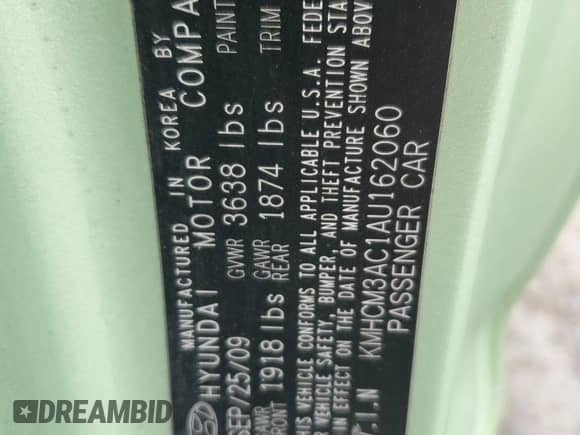 MANUFACTURED IN KOREA BY
HYUNDAI MOTOR COMPA
SEP/25/09 GVWR 3638 lbs PAINT
GAWR FRONT 1918 lbs GAWR REAR 1874 lbs TRIM
VEHICLE CONFORMS TO ALL APPLICABLE U.S.A. FEDE
VEHICLE SAFETY, BUMPER, AND THEFT PREVENTION STA
IN EFFECT ON THE DATE OF MANUFACTURE SHOWN ABOV
V.I.N KMHCM3AC1AU162060
PASSENGER CAR
DREAMBID